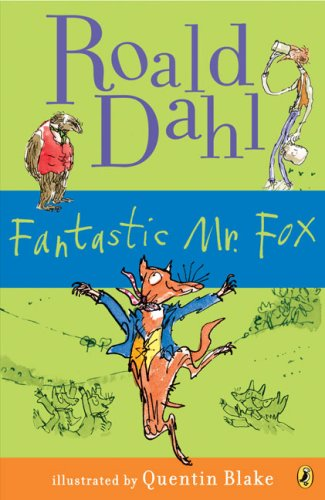 Roald
Dahl
Fantastic Mr. Fox
illustrated by Quentin Blake